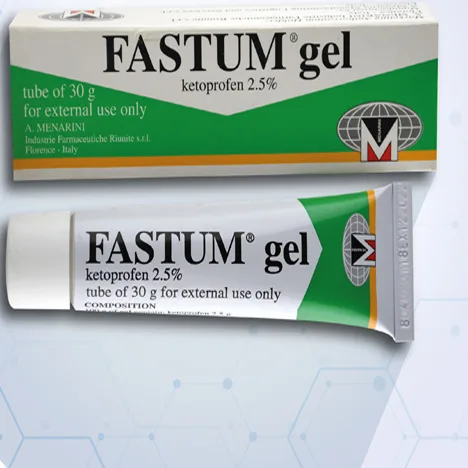 FASTUM® gel
ketoprofen 2.5%
tube of 30 g
for external use only
A. MENARINI
Industrie Farmaceutiche Riunite s.r.l.
Florence - Italy
MENARINI
M
FASTUM® gel
ketoprofen 2.5%
tube of 30 g for external use only
COMPOSITION
M